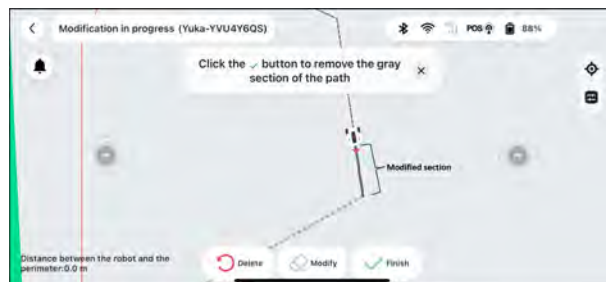 Modification in progress (Yuka-YVU4Y6QS)
POS
88%
Click the ✓ button to remove the gray
section of the path
Modified section
Distance between the robot and the
perimeter:0.0 m
Delete
Modify
Finish